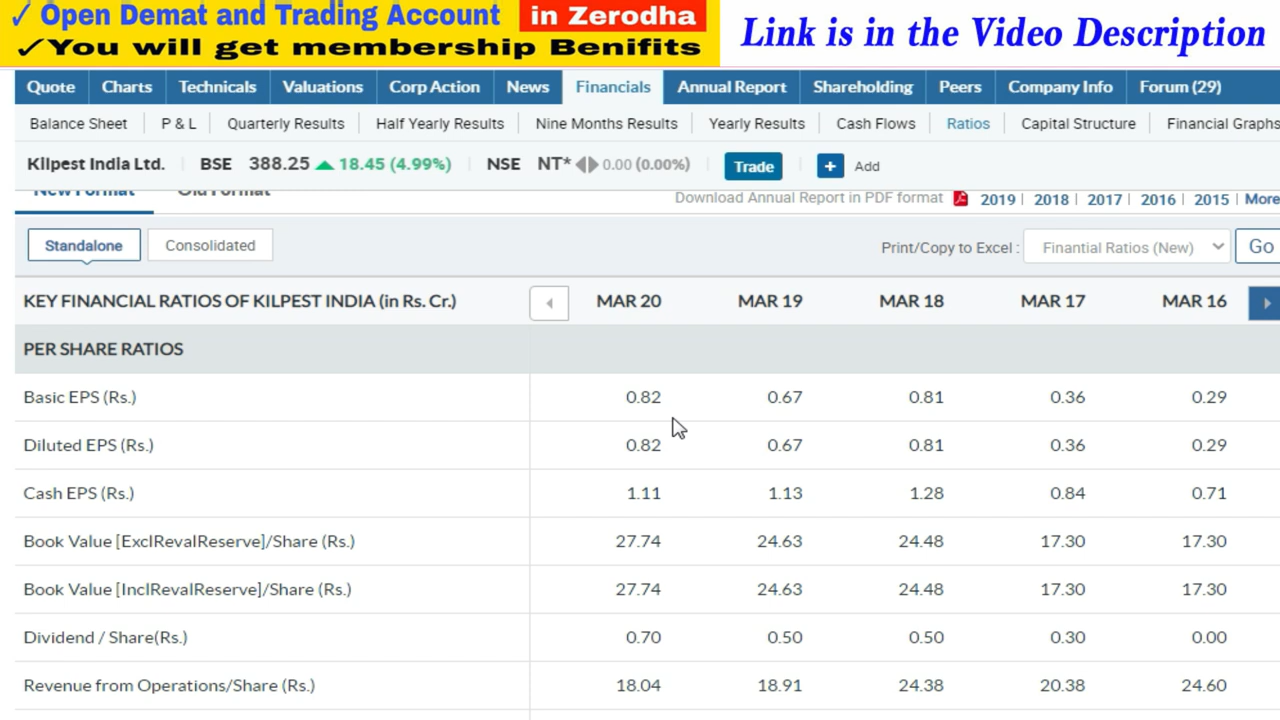 ✓ Open Demat and Trading Account in Zerodha
✓You will get membership Benifits
Link is in the Video Description
Quote Charts Technicals Valuations Corp Action News Financials Annual Report Shareholding Peers Company Info Forum (29)
Balance Sheet P & L Quarterly Results Half Yearly Results Nine Months Results Yearly Results Cash Flows Ratios Capital Structure Financial Graphs
Kilpest India Ltd. BSE 388.25 18.45 (4.99%) NSE NT* 0.00 (0.00%) Trade + Add
New Format Old Format
Download Annual Report in PDF format 2019 | 2018 | 2017 | 2016 | 2015 | More
Standalone Consolidated Print/Copy to Excel : Finantial Ratios (New) Go
KEY FINANCIAL RATIOS OF KILPEST INDIA (in Rs. Cr.) MAR 20 MAR 19 MAR 18 MAR 17 MAR 16
PER SHARE RATIOS
Basic EPS (Rs.) 0.82 0.67 0.81 0.36 0.29
Diluted EPS (Rs.) 0.82 0.67 0.81 0.36 0.29
Cash EPS (Rs.) 1.11 1.13 1.28 0.84 0.71
Book Value [ExclRevalReserve]/Share (Rs.) 27.74 24.63 24.48 17.30 17.30
Book Value [InclRevalReserve]/Share (Rs.) 27.74 24.63 24.48 17.30 17.30
Dividend / Share(Rs.) 0.70 0.50 0.50 0.30 0.00
Revenue from Operations/Share (Rs.) 18.04 18.91 24.38 20.38 24.60